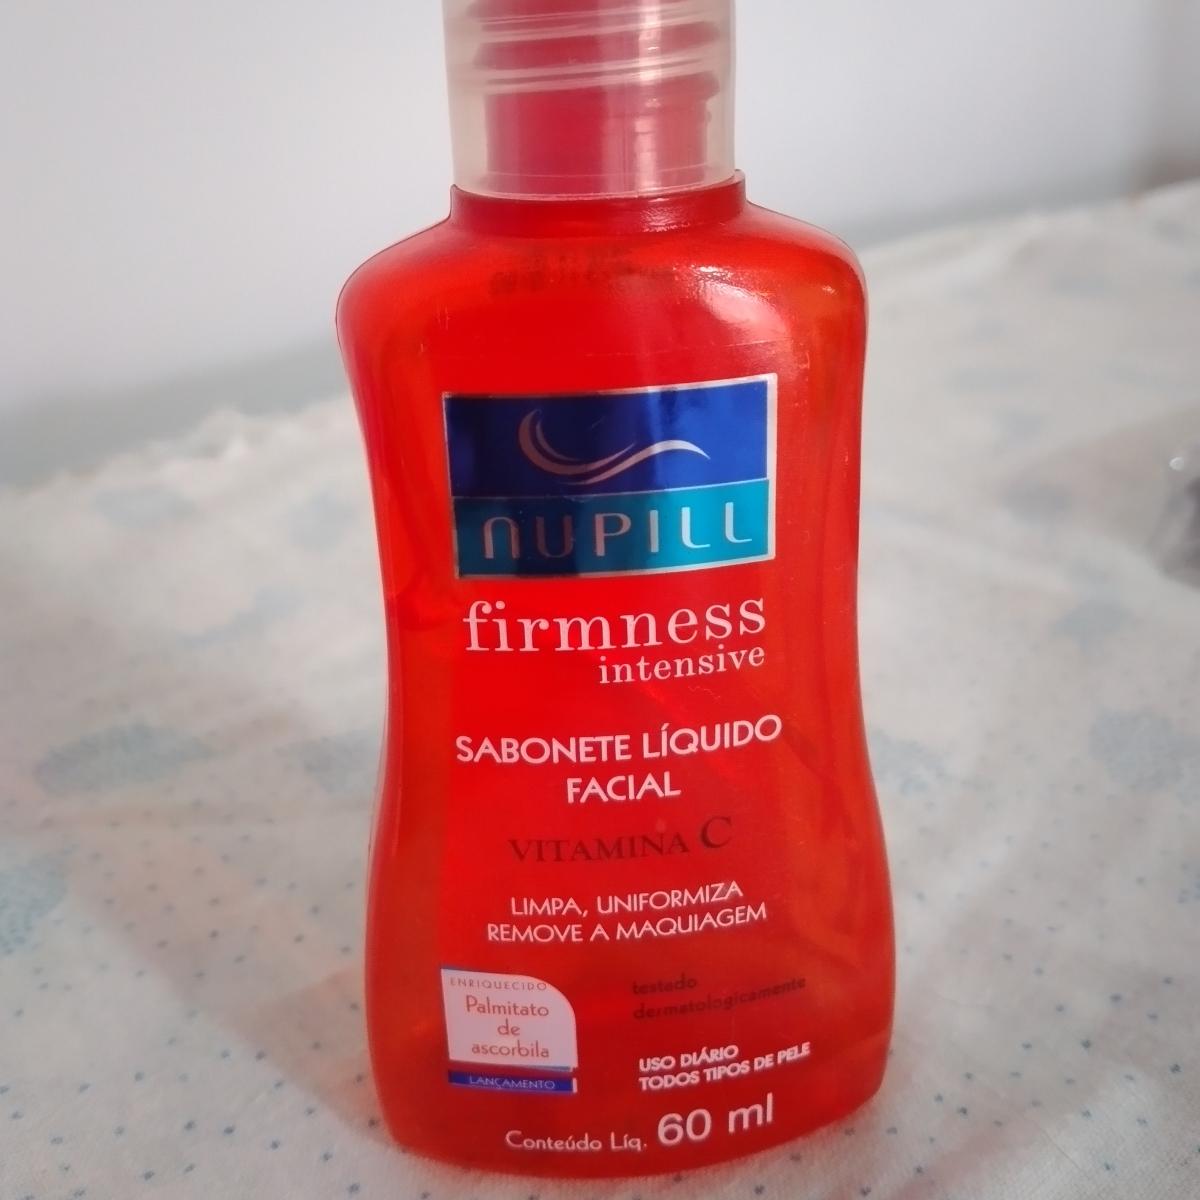 NUPILL
firmness
intensive
SABONETE LÍQUIDO
FACIAL
VITAMINA C
LIMPA, UNIFORMIZA
REMOVE A MAQUIAGEM
ENRIQUECIDO
Palmitato
de
ascorbila
LANÇAMENTO
testado
dermatologicamente
USO DIÁRIO
TODOS TIPOS DE PELE
Conteúdo Líq. 60 ml